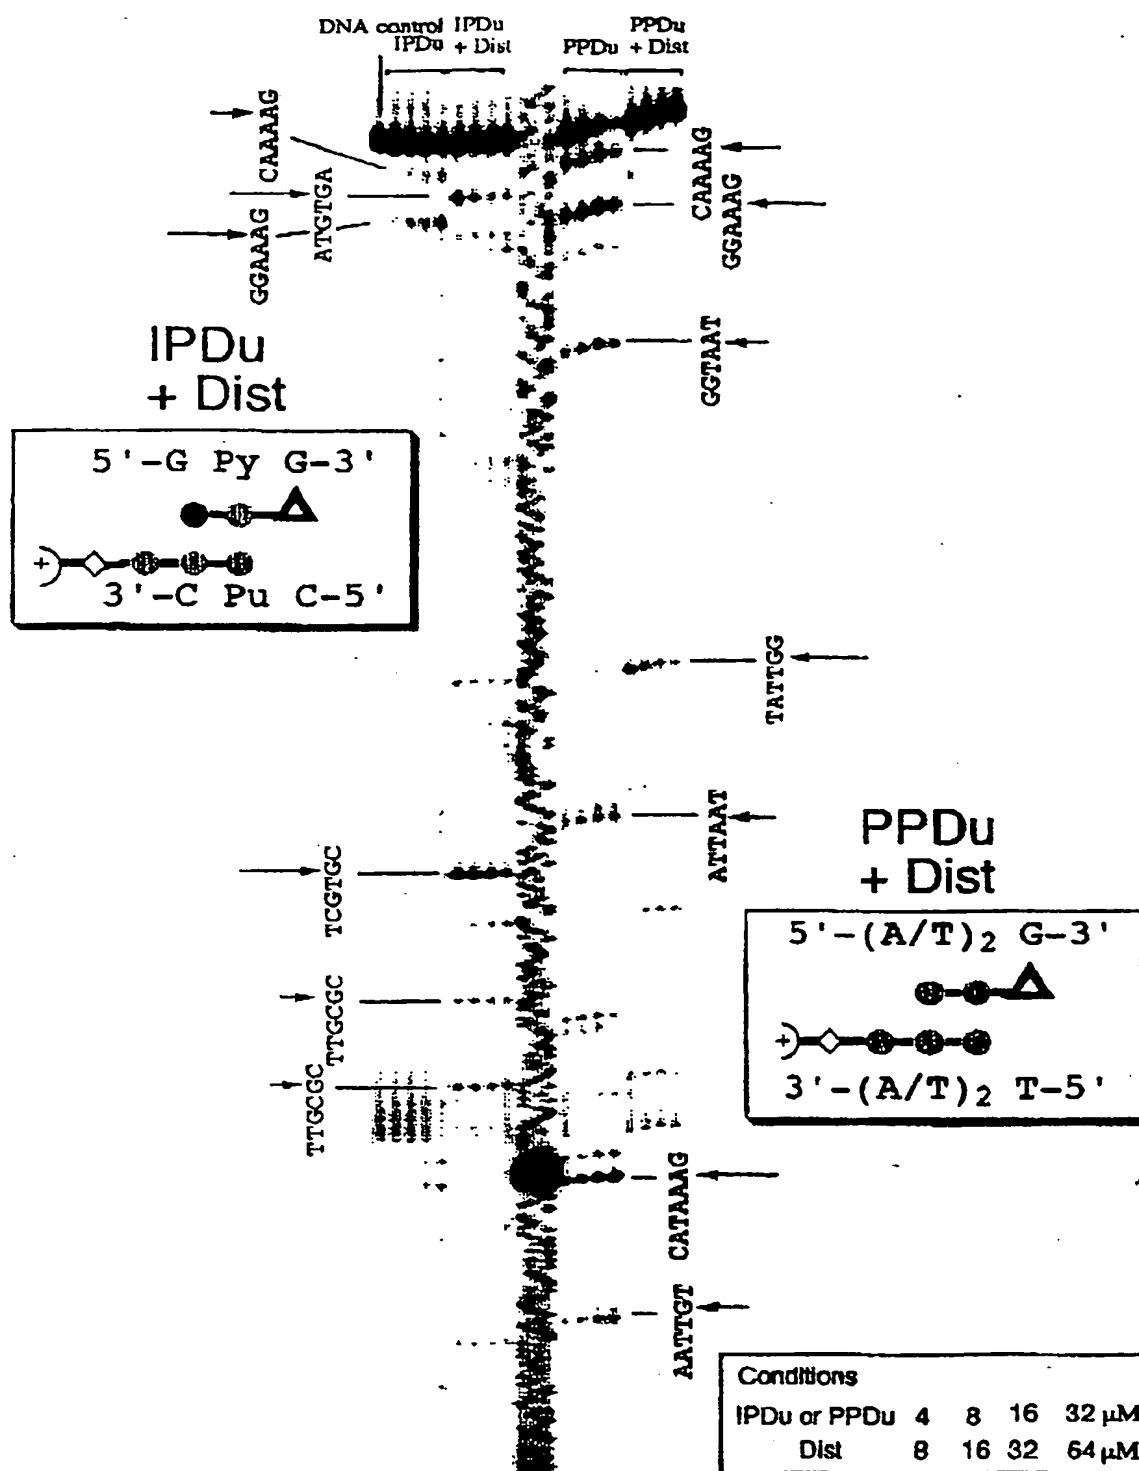 DNA control IPDu
IPDu + Dist
PPDu
PPDu + Dist
CAAAAG
ATGTGA
GGAAAG
CAAAAG
GGAAAG
GGTAAT
IPDu
+ Dist
5'-G Py G-3'
+
3'-C Pu C-5'
TATTGG
ATTAAT
PPDu
+ Dist
5'-(A/T)2 G-3'
+
3'-(A/T)2 T-5'
TCGTGC
TTGCGC
TTGCGC
CATAAAG
AATTGT
Conditions
IPDu or PPDu 4 8 16 32 μM
Dist 8 16 32 64 μM